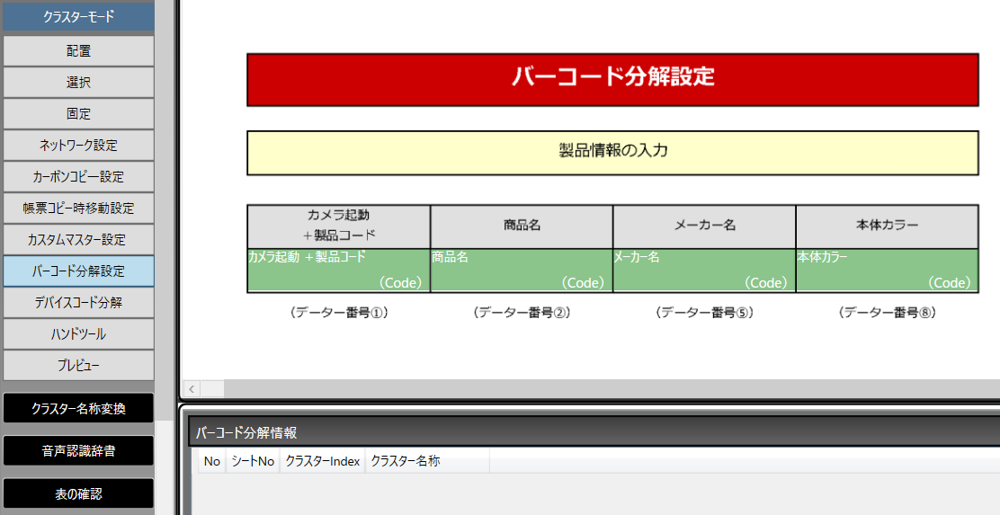 クラスターモード
配置
選択
固定
ネットワーク設定
カーボンコピー設定
帳票コピー時移動設定
カスタムマスター設定
バーコード分解設定
デバイスコード分解
ハンドツール
プレビュー
クラスター名称変換
音声認識辞書
表の確認
バーコード分解設定
製品情報の入力
カメラ起動
＋製品コード
商品名
メーカー名
本体カラー
カメラ起動 ＋製品コード
(Code)
商品名
(Code)
メーカー名
(Code)
本体カラー
(Code)
（データー番号①）
（データー番号②）
（データー番号⑤）
（データー番号⑧）
バーコード分解情報
No シートNo クラスターIndex クラスター名称